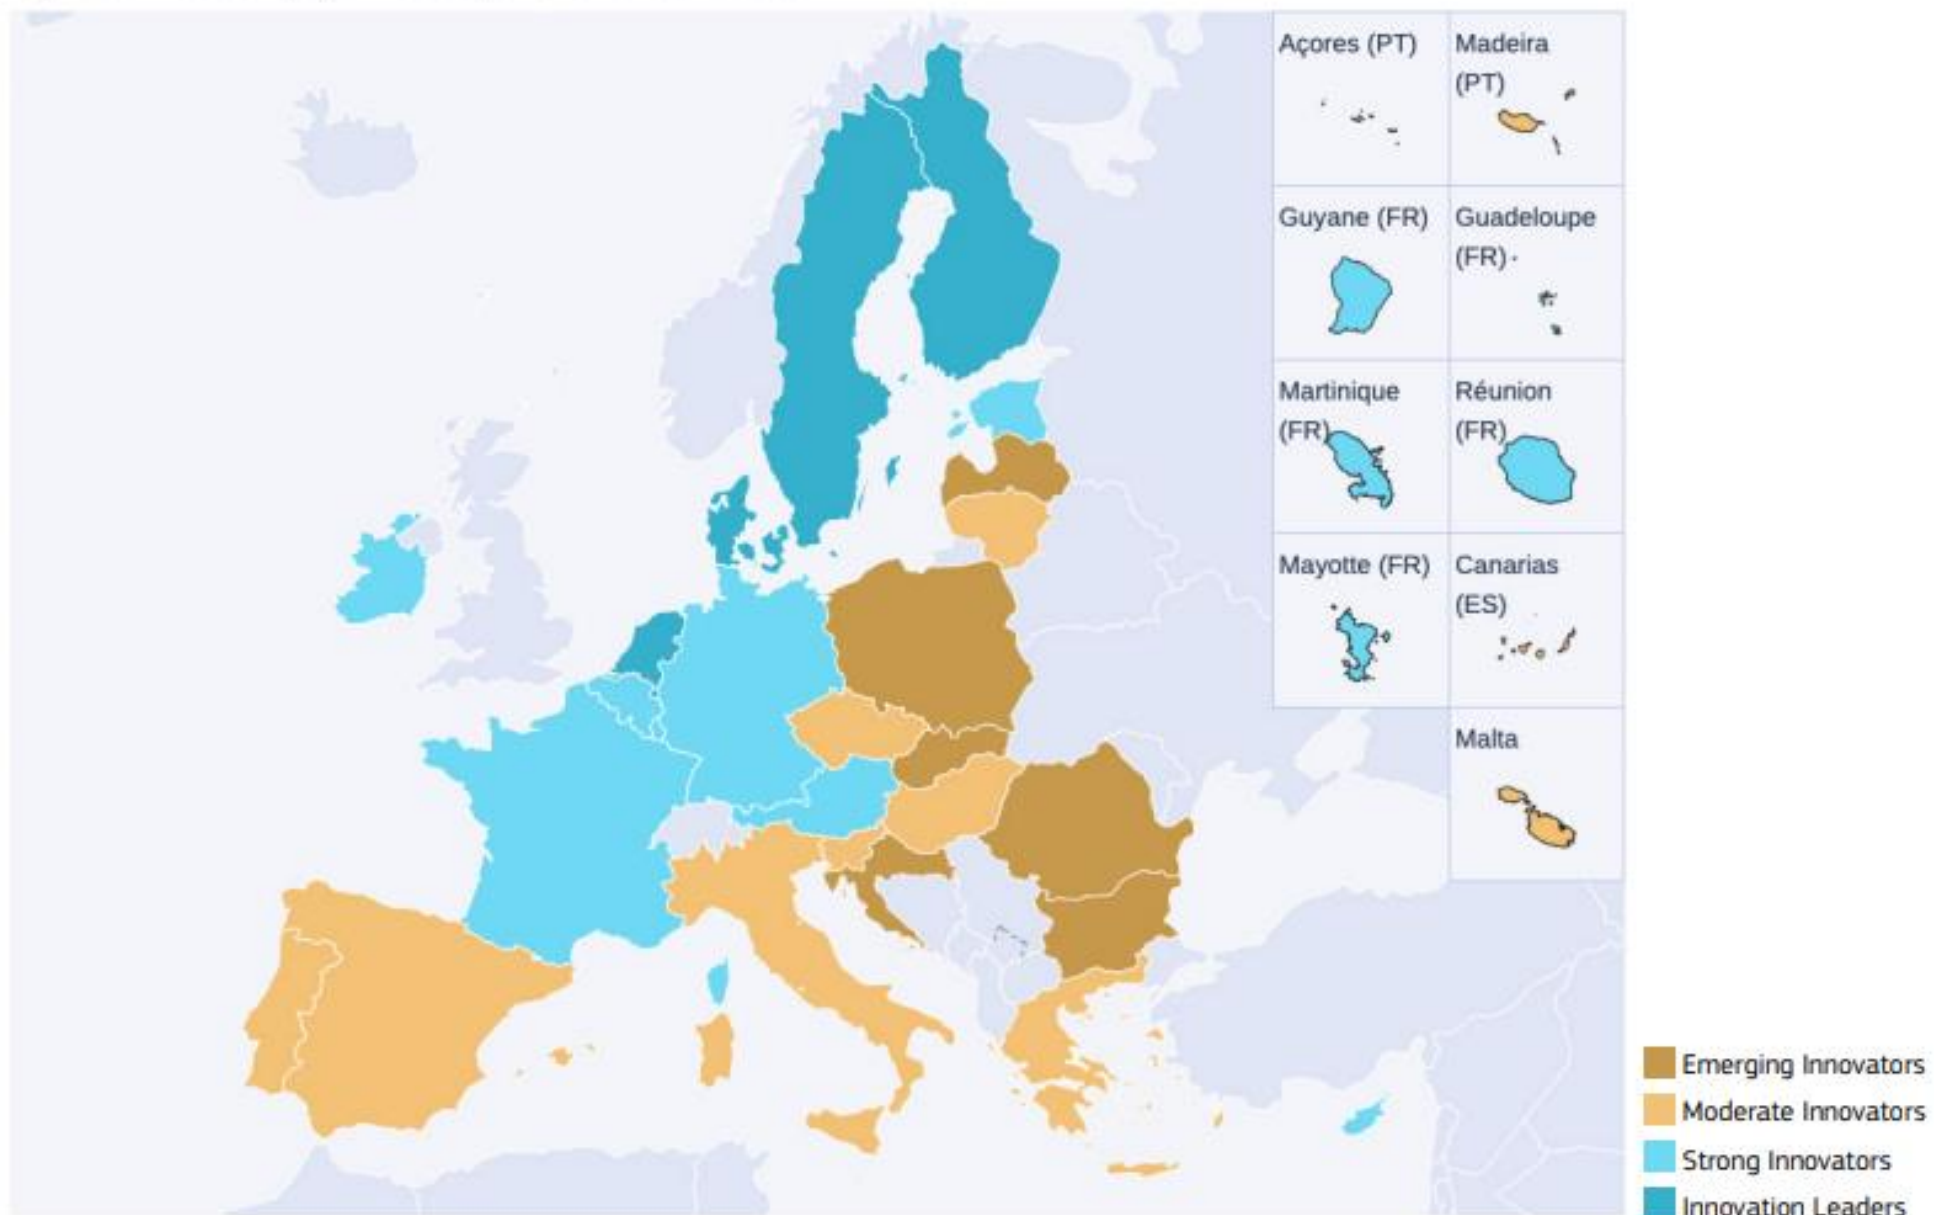 Açores (PT)
Madeira
(PT)
Guyane (FR)
Guadeloupe
(FR)
Martinique
(FR)
Réunion
(FR)
Mayotte (FR)
Canarias
(ES)
Malta
Emerging Innovators
Moderate Innovators
Strong Innovators
Innovation Leaders